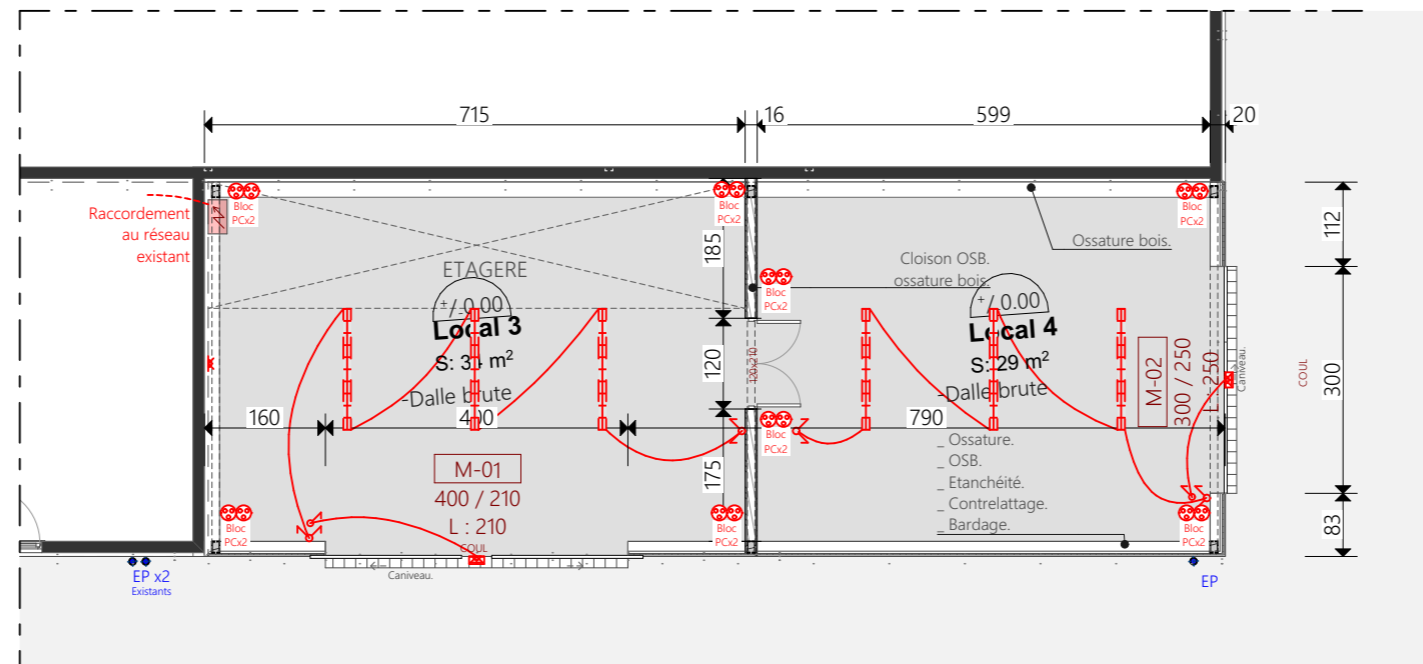 715
16
599
20
Bloc
PCx2
Bloc
PCx2
Bloc
PCx2
Raccordement
au réseau
existant
185
Ossature bois.
112
Cloison OSB.
ossature bois.
ETAGERE
Bloc
PCx2
+/-0.00
Local 3
S: 34 m²
-Dalle brute
+/-0.00
Local 4
S: 29 m²
-Dalle brute
120
120x210
M-02
300 / 250
L : 250
Caniveau.
COUL
300
160
400
790
Bloc
PCx2
_ Ossature.
_ OSB.
_ Etanchéité.
_ Contrelattage.
_ Bardage.
M-01
400 / 210
L : 210
COUL
175
83
Bloc
PCx2
Bloc
PCx2
Bloc
PCx2
Caniveau.
EP x2
Existants
EP